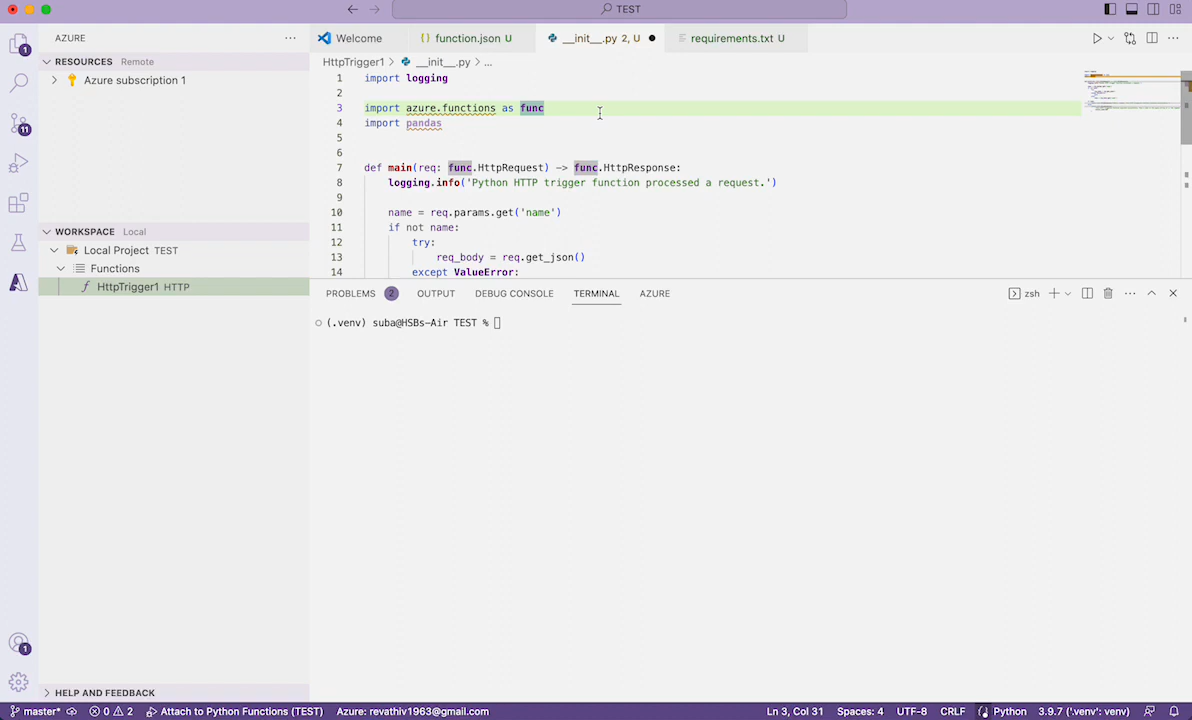 TEST
AZURE
Welcome
function.json U
__init__.py 2, U
requirements.txt U
1
RESOURCES Remote
Azure subscription 1
11
WORKSPACE Local
Local Project TEST
Functions
HttpTrigger1 HTTP
HttpTrigger1 > __init__.py > ...
1 import logging
2
3 import azure.functions as func
4 import pandas
5
6
7 def main(req: func.HttpRequest) -> func.HttpResponse:
8 logging.info('Python HTTP trigger function processed a request.')
9
10 name = req.params.get('name')
11 if not name:
12 try:
13 req_body = req.get_json()
14 except ValueError:
PROBLEMS 2 OUTPUT DEBUG CONSOLE TERMINAL AZURE
zsh
(.venv) suba@HSBs-Air TEST %
1
HELP AND FEEDBACK
master* 0 2 Attach to Python Functions (TEST) Azure: revathiv1963@gmail.com Ln 3, Col 31 Spaces: 4 UTF-8 CRLF Python 3.9.7 ('.venv': venv)